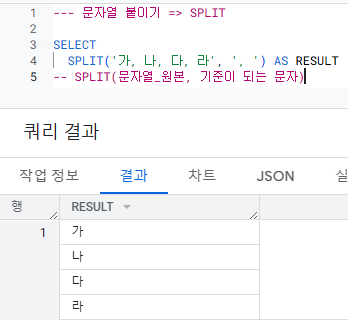 1 --- 문자열 붙이기 => SPLIT
2
3 SELECT
4 SPLIT('가, 나, 다, 라', ', ') AS RESULT
5 -- SPLIT(문자열_원본, 기준이 되는 문자)
쿼리 결과
작업 정보 결과 차트 JSON 실
행 RESULT
1 가
나
다
라